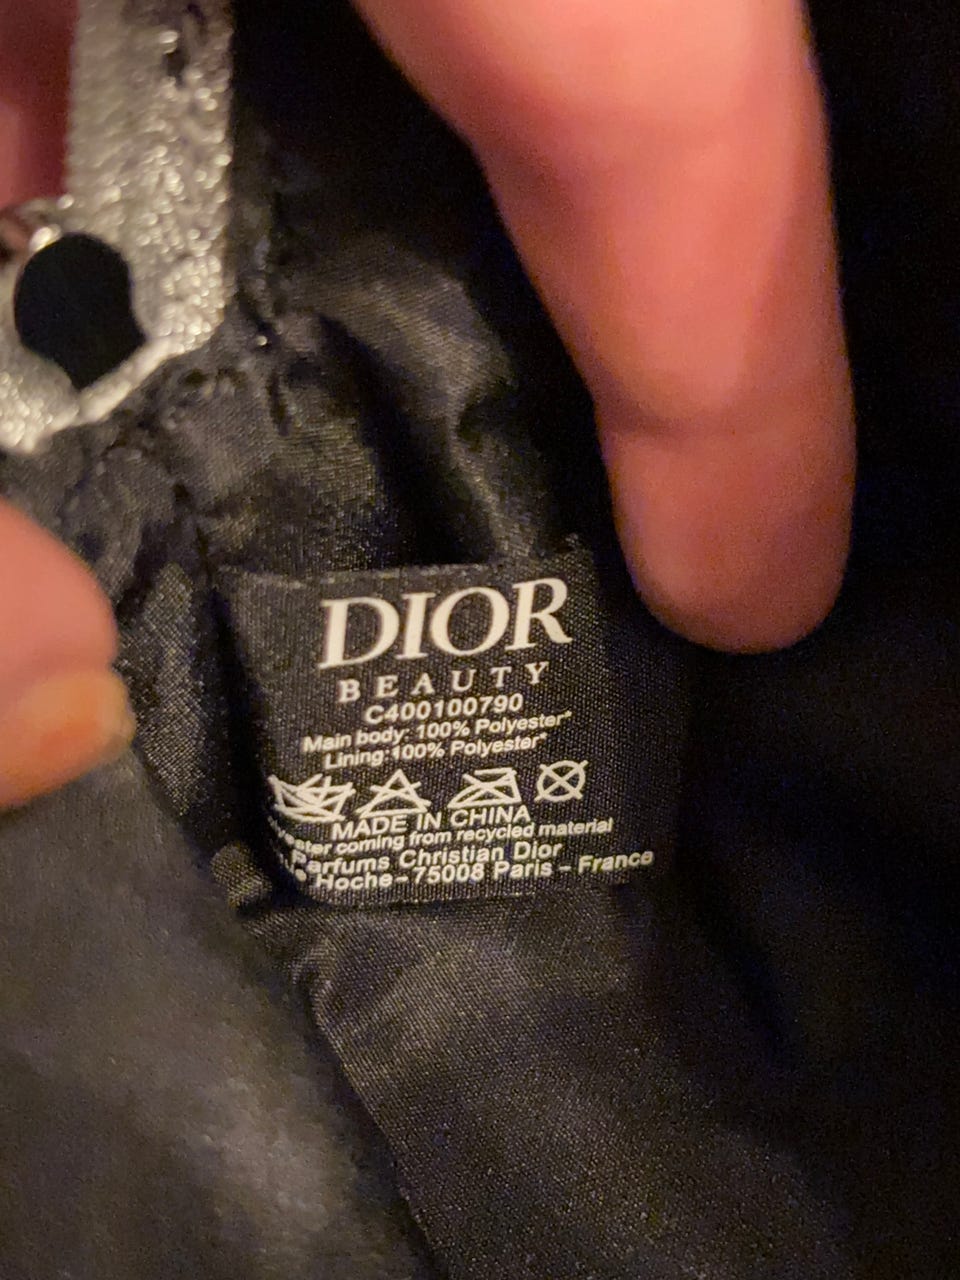 DIOR
BEAUTY
C400100790
Main body: 100% Polyester*
Lining:100% Polyester*
MADE IN CHINA
coming from recycled material
Parfums Christian Dior
Hoche-75008 Paris - France